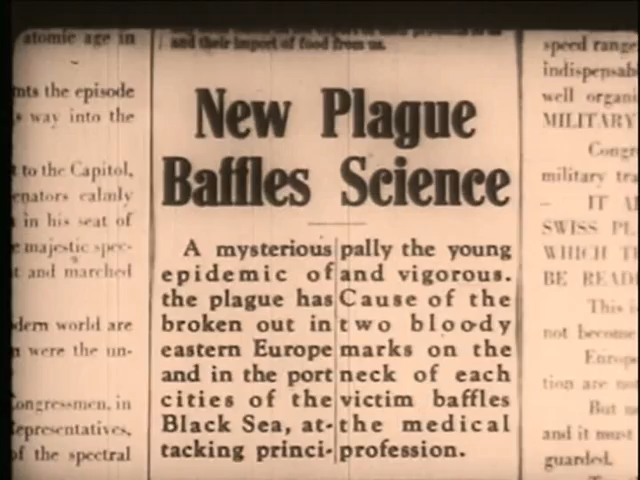 atomic age in
nts the episode
s way into the
t to the Capitol,
enators calmly
in his seat of
e majestic spec-
t and marched
dern world are
n were the un-
Congressmen, in
Representatives,
of the spectral
and their import of food from us.
New Plague
Baffles Science
A mysterious
epidemic of
the plague has
broken out in
eastern Europe
and in the port
cities of the
Black Sea, at-
tacking princi-
pally the young
and vigorous.
Cause of the
two bloody
marks on the
neck of each
victim baffles
the medical
profession.
speed range
indispensab
well organi
MILITARY
Congr
military tra
IT A
SWISS PL
WHICH T
BE READ
This i
not become
Europ
tion are no
But n
and it must
guarded.